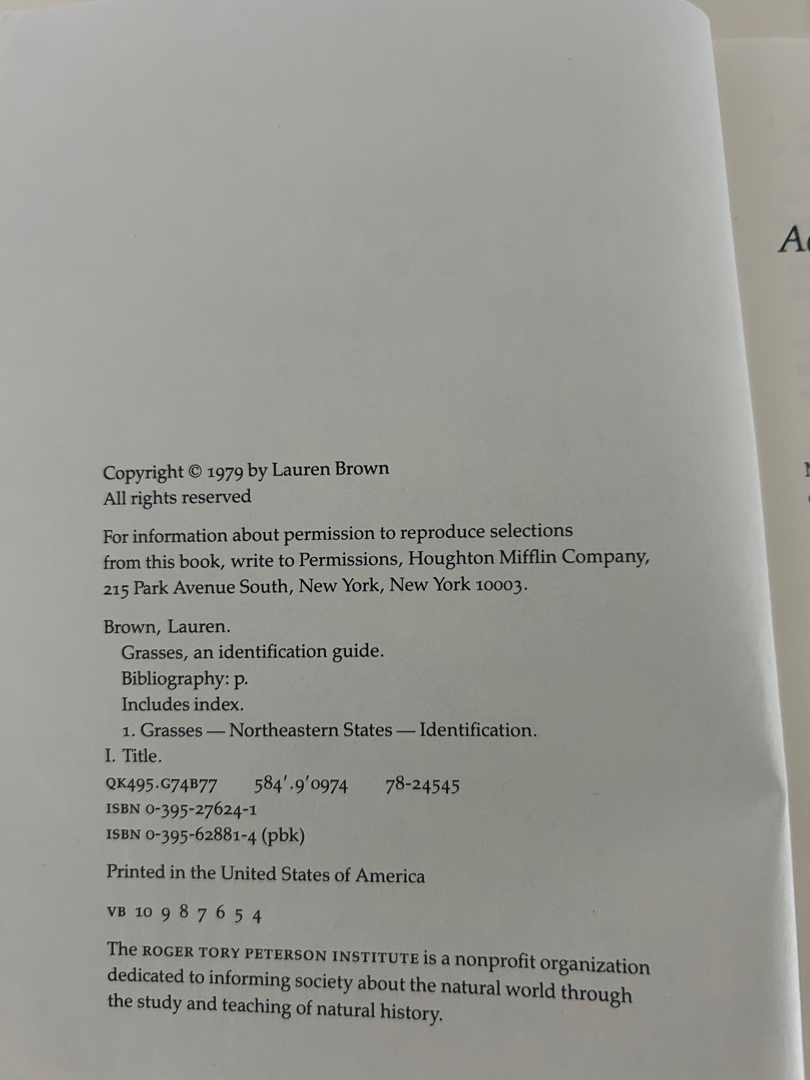 Copyright © 1979 by Lauren Brown
All rights reserved
For information about permission to reproduce selections
from this book, write to Permissions, Houghton Mifflin Company,
215 Park Avenue South, New York, New York 10003.
Brown, Lauren.
Grasses, an identification guide.
Bibliography: p.
Includes index.
1. Grasses — Northeastern States — Identification.
I. Title.
QK495.G74B77 584′.9′0974 78-24545
ISBN 0-395-27624-1
ISBN 0-395-62881-4 (pbk)
Printed in the United States of America
VB 10 9 8 7 6 5 4
The ROGER TORY PETERSON INSTITUTE is a nonprofit organization
dedicated to informing society about the natural world through
the study and teaching of natural history.